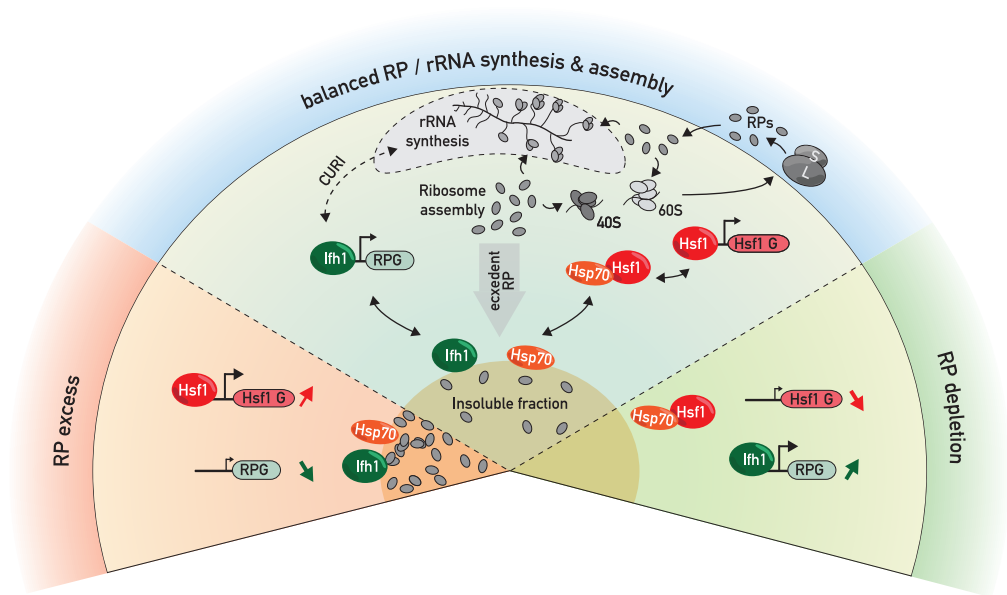 balanced RP / rRNA synthesis & assembly
rRNA
synthesis
RPs
S
L
CURI
Ribosome
assembly
40S
60S
Ifh1
RPG
Hsf1
Hsf1 G
Hsp70
Hsf1
ecxedent
RP
Ifh1
Hsp70
Insoluble fraction
RP excess
Hsf1
Hsf1 G
RPG
Hsp70
Ifh1
RP depletion
Hsp70
Hsf1
Hsf1 G
Ifh1
RPG